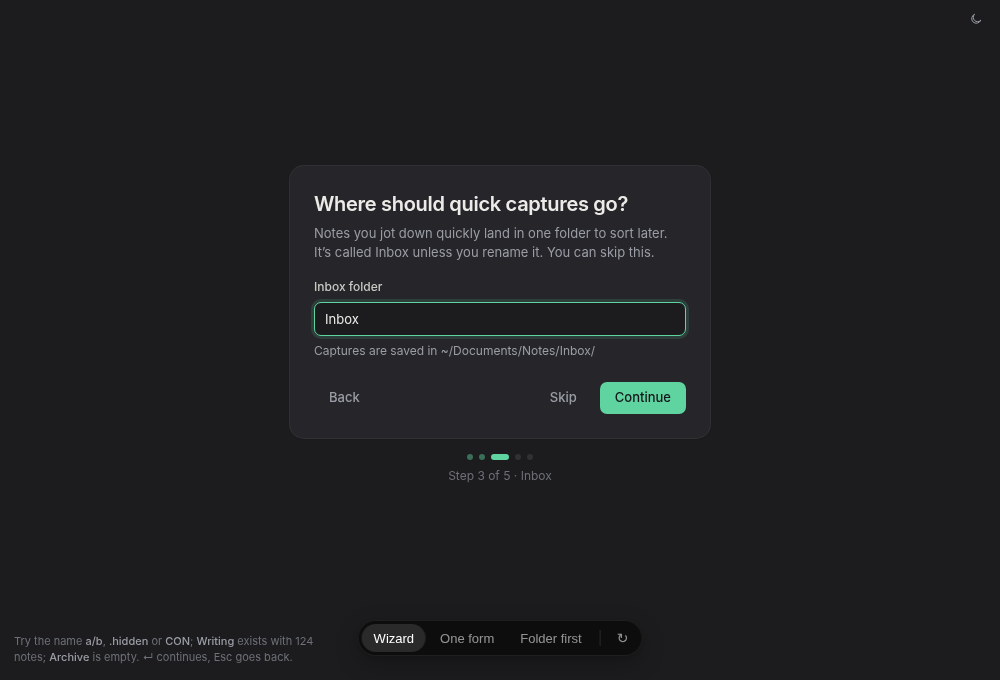 Where should quick captures go?
Notes you jot down quickly land in one folder to sort later.
It’s called Inbox unless you rename it. You can skip this.
Inbox folder
Inbox
Captures are saved in ~/Documents/Notes/Inbox/
Back Skip Continue
Step 3 of 5 · Inbox
Try the name a/b, .hidden or CON; Writing exists with 124
notes; Archive is empty. ↵ continues, Esc goes back.
Wizard One form Folder first ↻